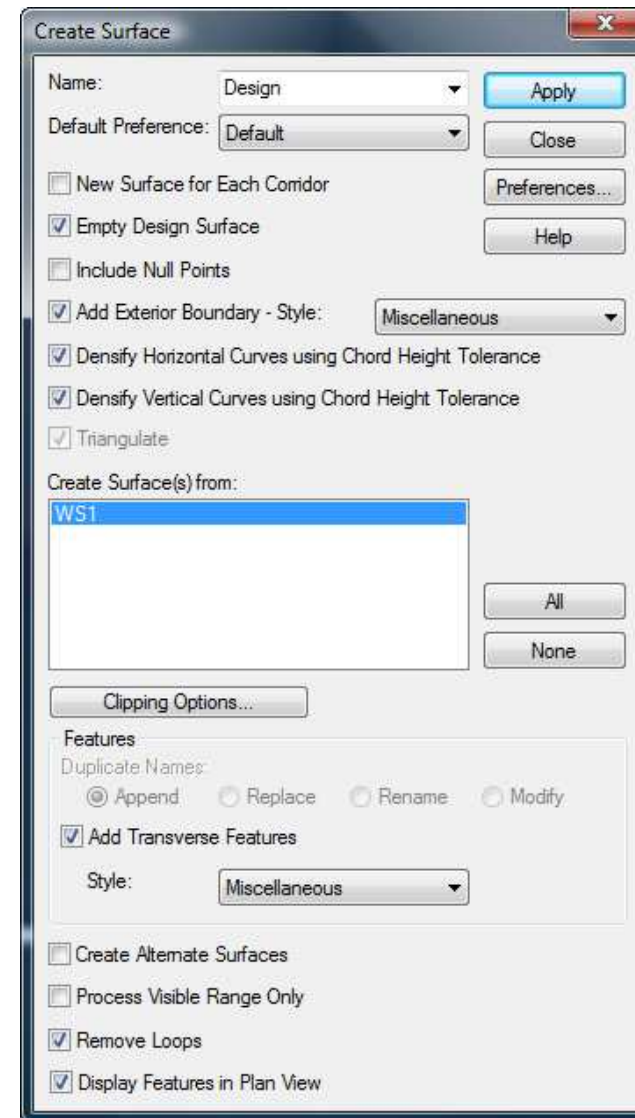 Create Surface
Name: Design Apply
Default Preference: Default Close
New Surface for Each Corridor Preferences...
Empty Design Surface Help
Include Null Points
Add Exterior Boundary - Style: Miscellaneous
Densify Horizontal Curves using Chord Height Tolerance
Densify Vertical Curves using Chord Height Tolerance
Triangulate
Create Surface(s) from:
WS1
All
None
Clipping Options...
Features
Duplicate Names:
Append Replace Rename Modify
Add Transverse Features
Style: Miscellaneous
Create Alternate Surfaces
Process Visible Range Only
Remove Loops
Display Features in Plan View